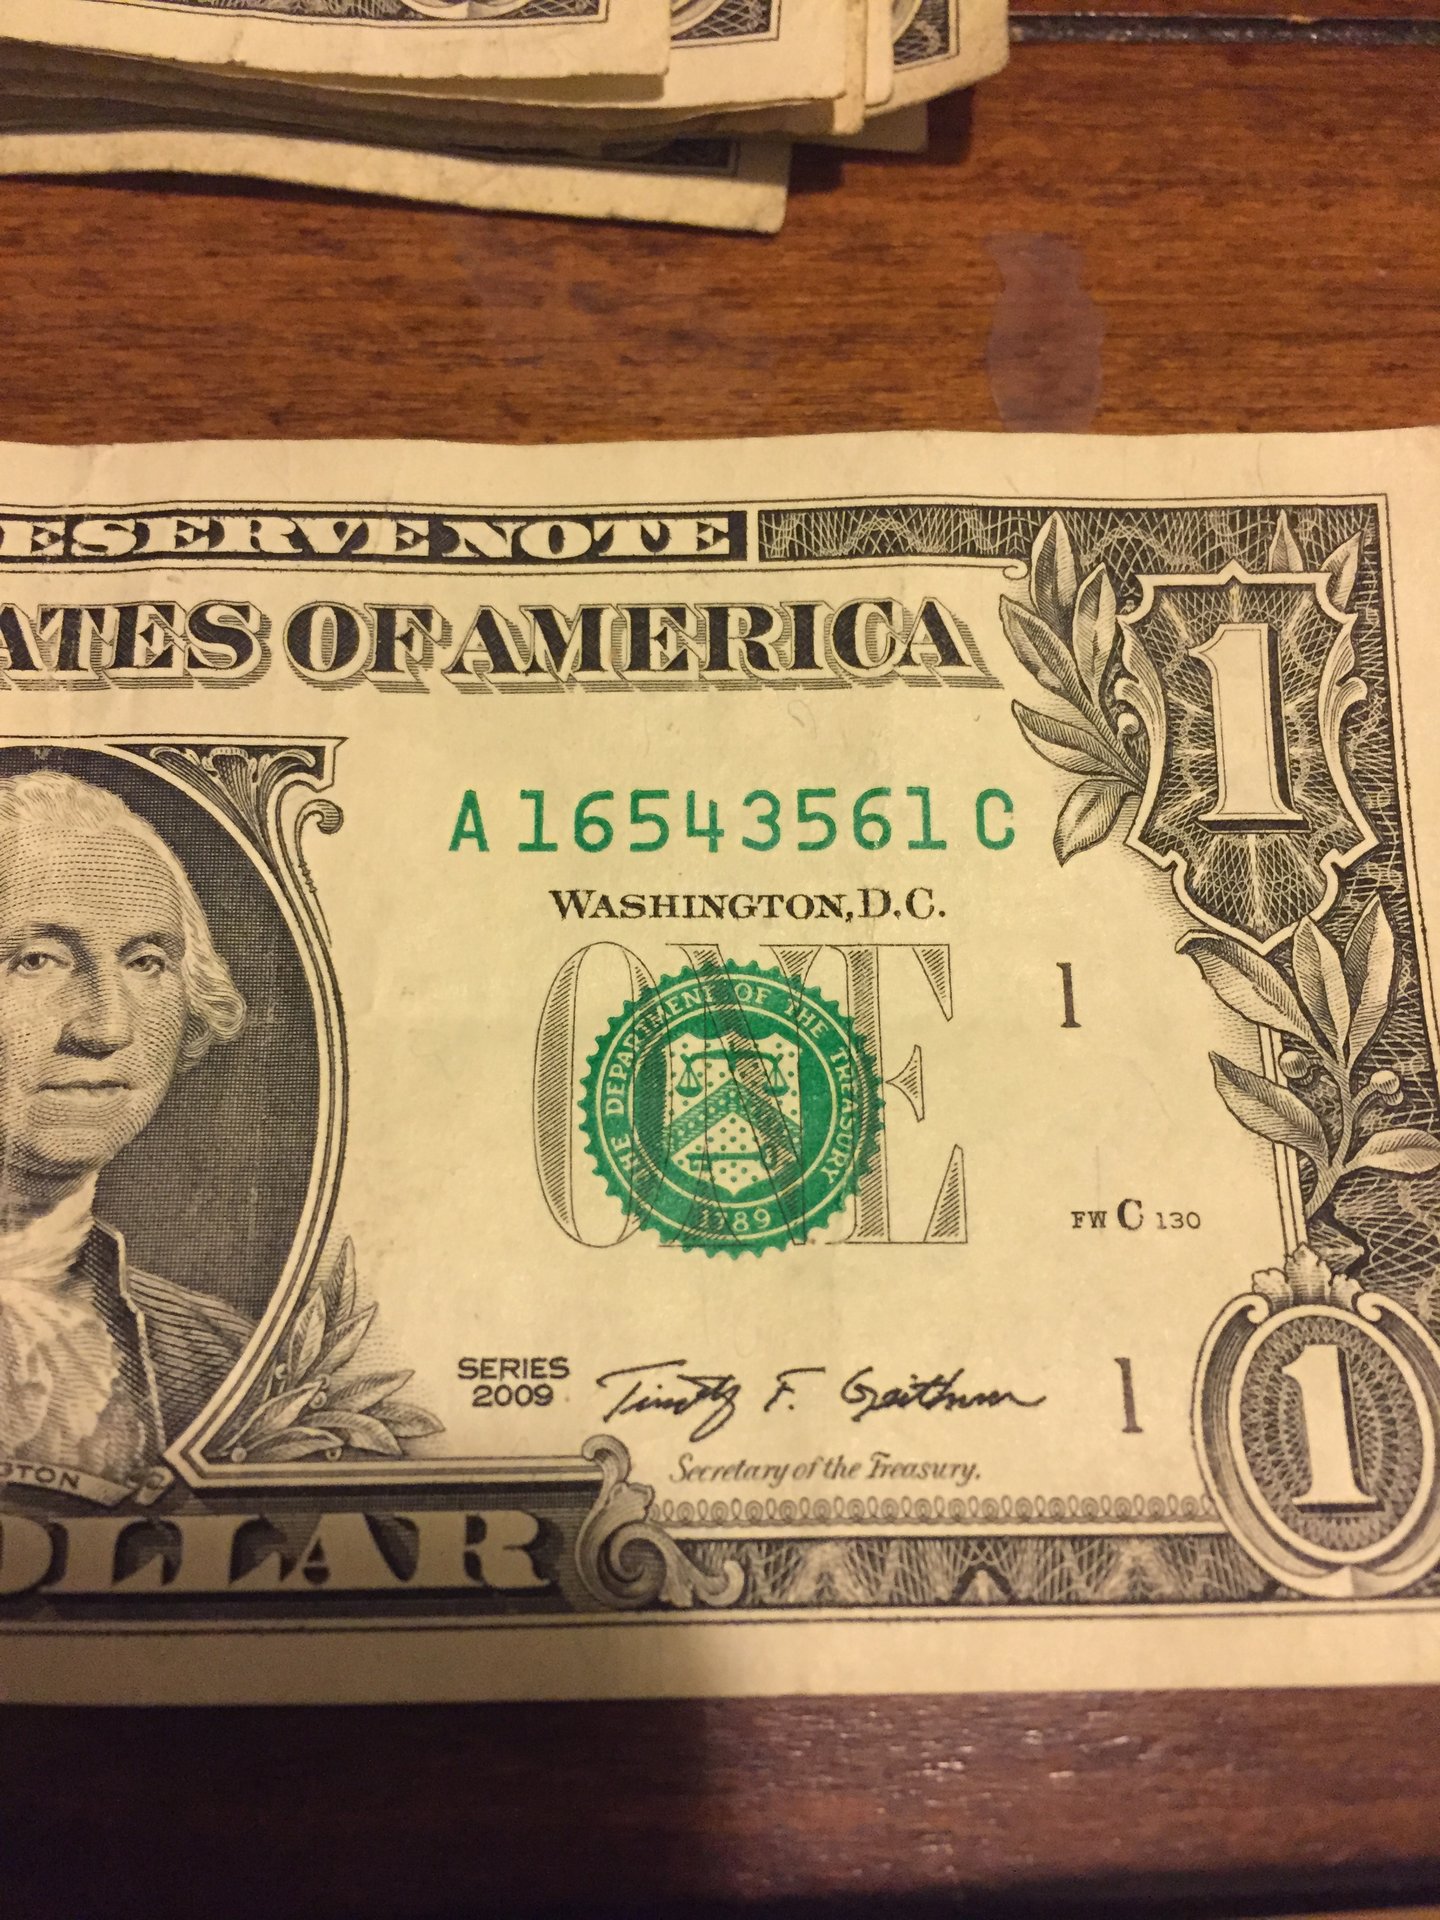 ESERVE NOTE
ATES OF AMERICA
1
A 16543561 C
WASHINGTON, D.C.
ONE
THE DEPARTMENT OF THE TREASURY
1789
1
FW C 130
SERIES
2009
Timothy F. Geithner
1
Secretary of the Treasury.
1
GTON
OLLAR